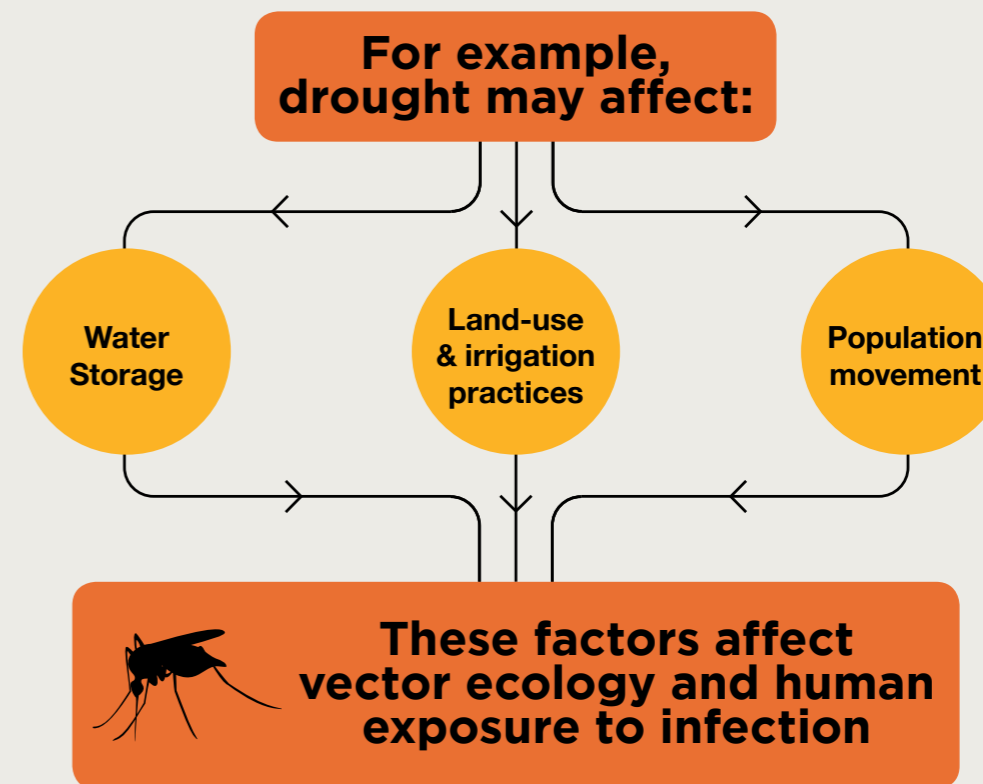 For example,
drought may affect:
Water
Storage
Land-use
& irrigation
practices
Population
movement
These factors affect
vector ecology and human
exposure to infection